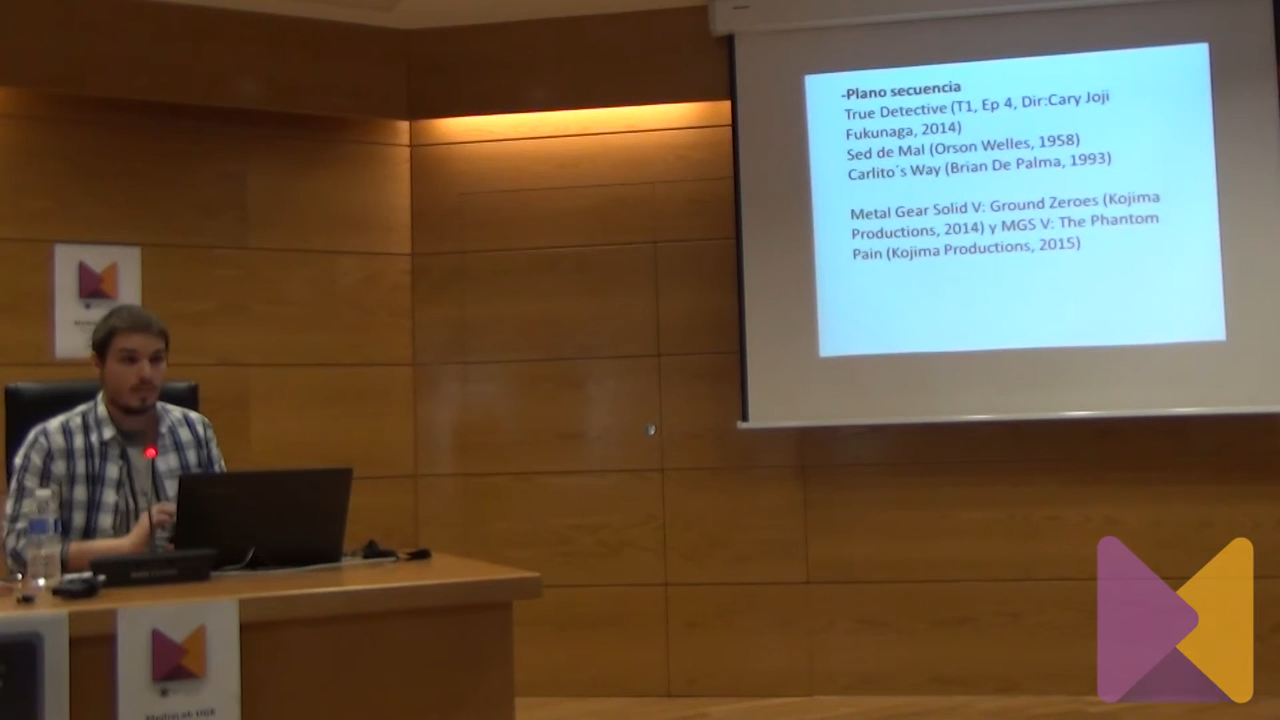 -Plano secuencia
True Detective (T1, Ep 4, Dir:Cary Joji
Fukunaga, 2014)
Sed de Mal (Orson Welles, 1958)
Carlito´s Way (Brian De Palma, 1993)
Metal Gear Solid V: Ground Zeroes (Kojima
Productions, 2014) y MGS V: The Phantom
Pain (Kojima Productions, 2015)
MediaLab UGR